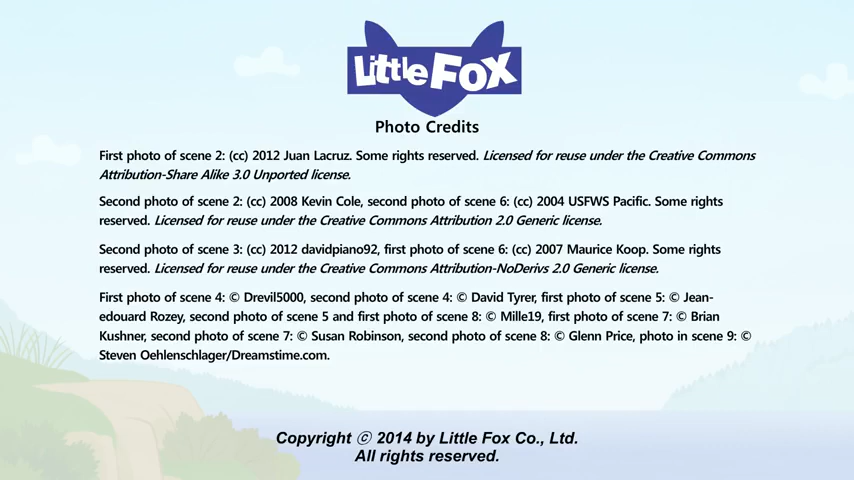 Little Fox
Photo Credits
First photo of scene 2: (cc) 2012 Juan Lacruz. Some rights reserved. Licensed for reuse under the Creative Commons
Attribution-Share Alike 3.0 Unported license.
Second photo of scene 2: (cc) 2008 Kevin Cole, second photo of scene 6: (cc) 2004 USFWS Pacific. Some rights
reserved. Licensed for reuse under the Creative Commons Attribution 2.0 Generic license.
Second photo of scene 3: (cc) 2012 davidpiano92, first photo of scene 6: (cc) 2007 Maurice Koop. Some rights
reserved. Licensed for reuse under the Creative Commons Attribution-NoDerivs 2.0 Generic license.
First photo of scene 4: © Drevil5000, second photo of scene 4: © David Tyrer, first photo of scene 5: © Jean-
edouard Rozey, second photo of scene 5 and first photo of scene 8: © Mille19, first photo of scene 7: © Brian
Kushner, second photo of scene 7: © Susan Robinson, second photo of scene 8: © Glenn Price, photo in scene 9: ©
Steven Oehlenschlager/Dreamstime.com.
Copyright ⓒ 2014 by Little Fox Co., Ltd.
All rights reserved.